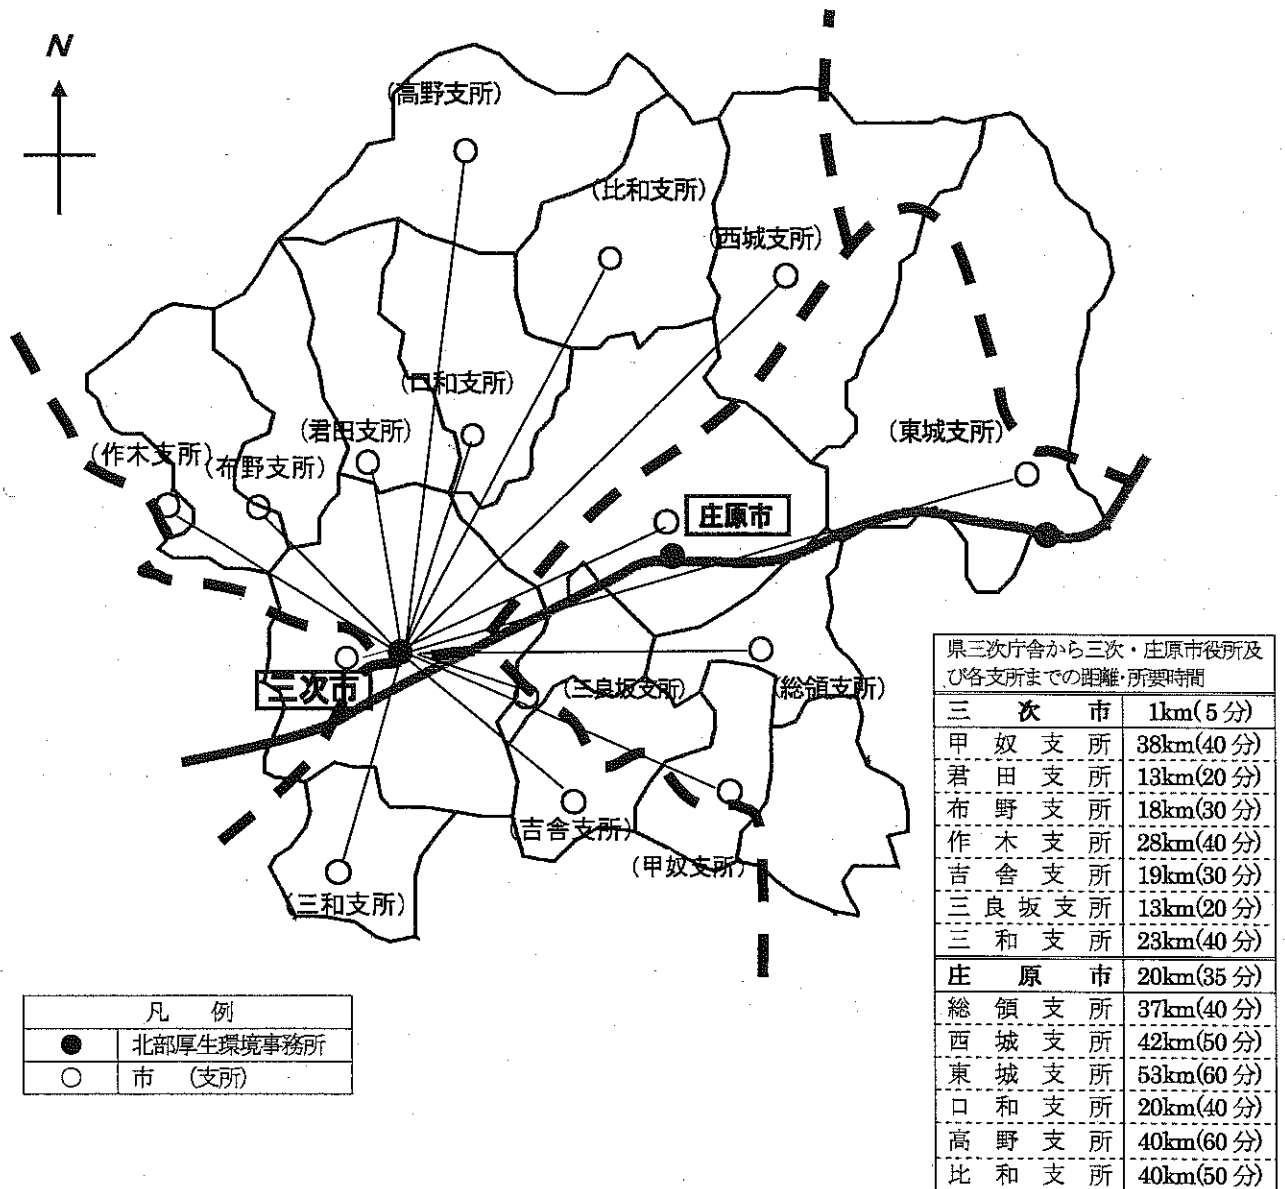 N
(高野支所)
(比和支所)
(西城支所)
(口和支所)
(君田支所)
(東城支所)
(作木支所)
(布野支所)
庄原市
三次市
(三良坂支所)
(総領支所)
(吉舎支所)
(甲奴支所)
(三和支所)
県三次庁舎から三次・庄原市役所及
び各支所までの距離・所要時間
三次市 1km(5分)
甲奴支所 38km(40分)
君田支所 13km(20分)
布野支所 18km(30分)
作木支所 28km(40分)
吉舎支所 19km(30分)
三良坂支所 13km(20分)
三和支所 23km(40分)
庄原市 20km(35分)
総領支所 37km(40分)
西城支所 42km(50分)
東城支所 53km(60分)
口和支所 20km(40分)
高野支所 40km(60分)
比和支所 40km(50分)
凡例
北部厚生環境事務所
市 (支所)